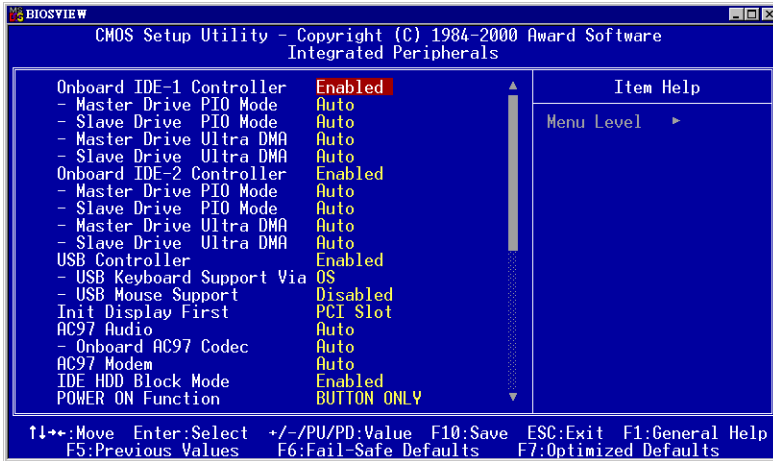 BIOSVIEW
CMOS Setup Utility - Copyright (C) 1984-2000 Award Software
Integrated Peripherals
Onboard IDE-1 Controller Enabled
- Master Drive PIO Mode Auto
- Slave Drive PIO Mode Auto
- Master Drive Ultra DMA Auto
- Slave Drive Ultra DMA Auto
Onboard IDE-2 Controller Enabled
- Master Drive PIO Mode Auto
- Slave Drive PIO Mode Auto
- Master Drive Ultra DMA Auto
- Slave Drive Ultra DMA Auto
USB Controller Enabled
- USB Keyboard Support Via OS
- USB Mouse Support Disabled
Init Display First PCI Slot
AC97 Audio Auto
- Onboard AC97 Codec Auto
AC97 Modem Auto
IDE HDD Block Mode Enabled
POWER ON Function BUTTON ONLY
Item Help
Menu Level ►
↑↓→←:Move Enter:Select +/-/PU/PD:Value F10:Save ESC:Exit F1:General Help
F5:Previous Values F6:Fail-Safe Defaults F7:Optimized Defaults